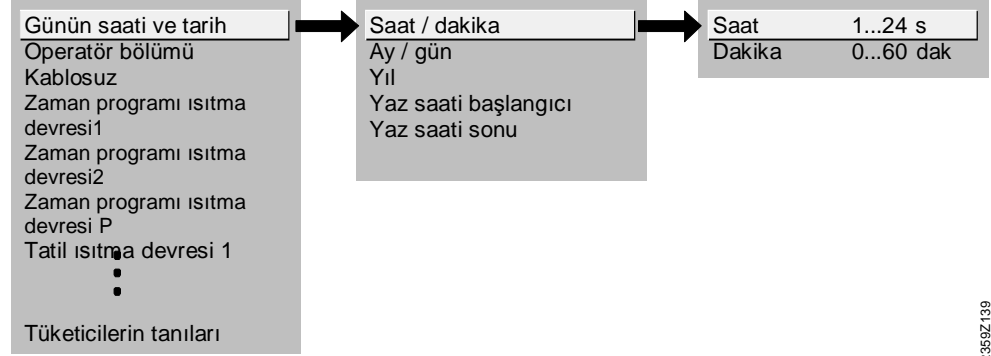 Günün saati ve tarih
Operatör bölümü
Kablosuz
Zaman programı ısıtma
devresi1
Zaman programı ısıtma
devresi2
Zaman programı ısıtma
devresi P
Tatil ısıtma devresi 1
Tüketicilerin tanıları
Saat / dakika
Ay / gün
Yıl
Yaz saati başlangıcı
Yaz saati sonu
Saat 1...24 s
Dakika 0...60 dak
2359Z139